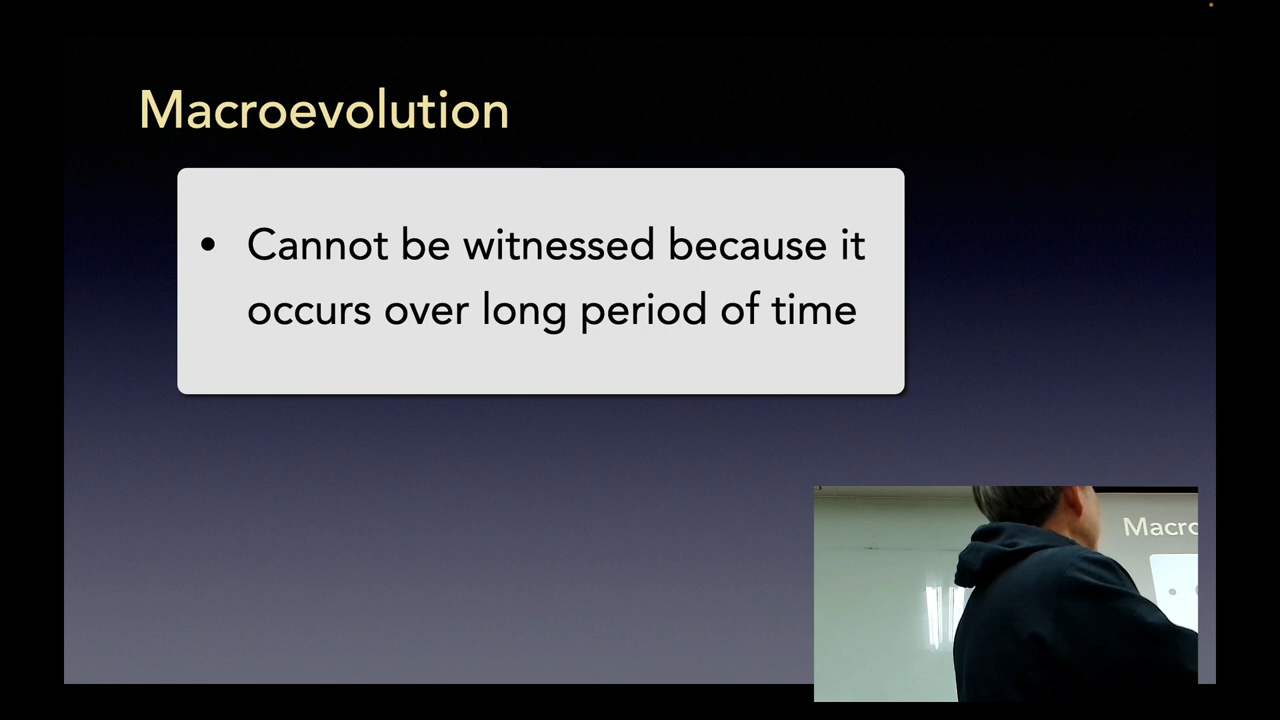 Macroevolution
• Cannot be witnessed because it
occurs over long period of time
Macro